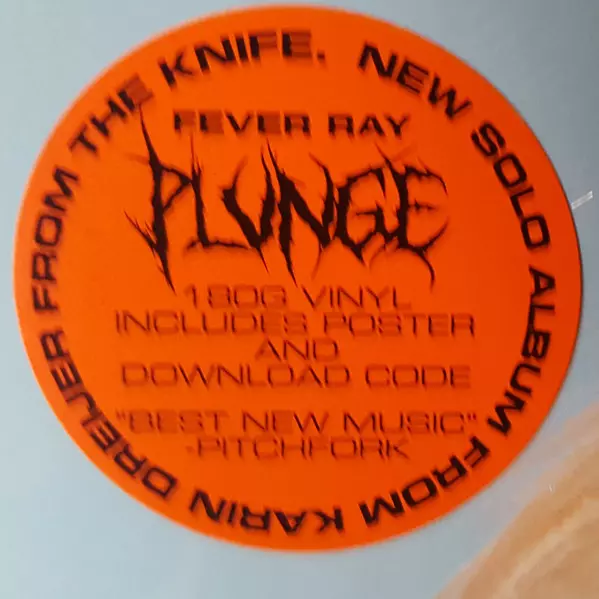 NEW SOLO ALBUM FROM KARIN DREIJER FROM THE KNIFE.
FEVER RAY
PLUNGE
180G VINYL
INCLUDES POSTER
AND
DOWNLOAD CODE
"BEST NEW MUSIC"
-PITCHFORK